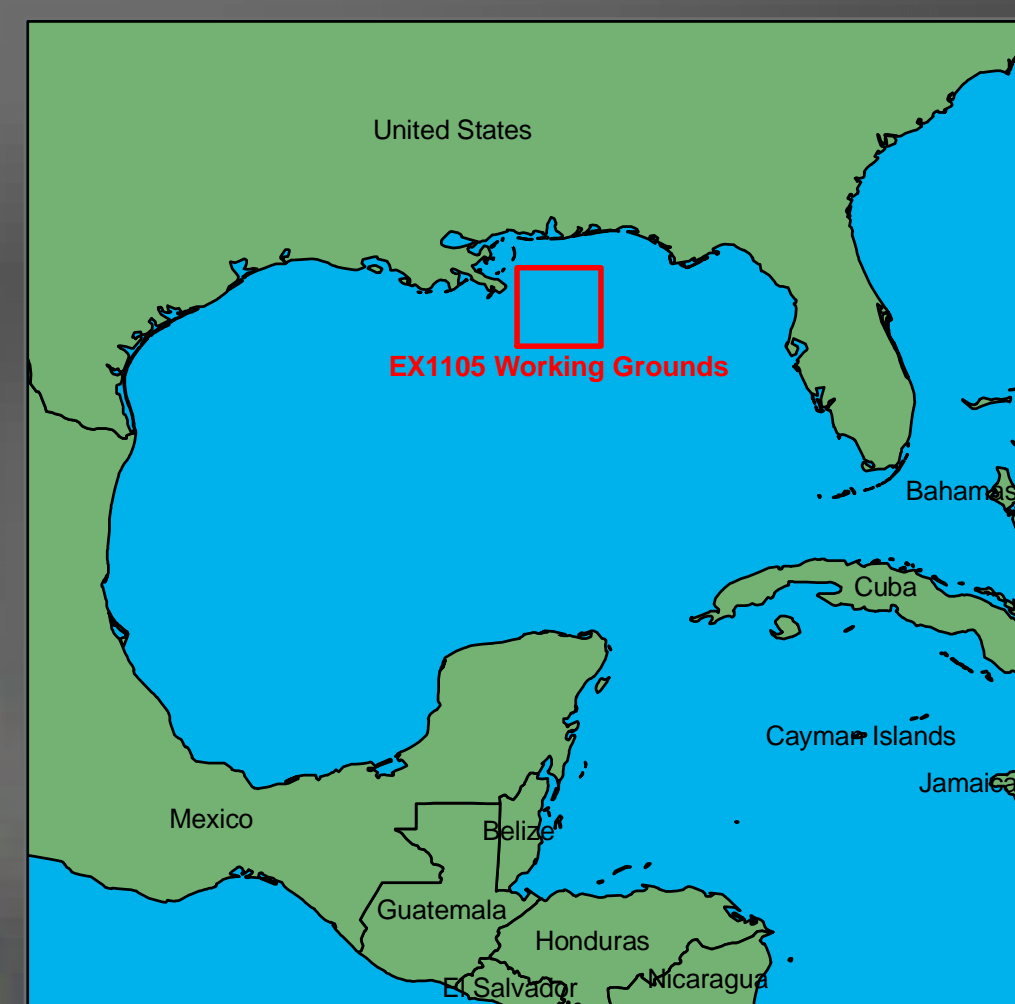 United States
EX1105 Working Grounds
Bahamas
Cuba
Cayman Islands
Jamaica
Mexico
Belize
Guatemala
Honduras
Nicaragua
El Salvador